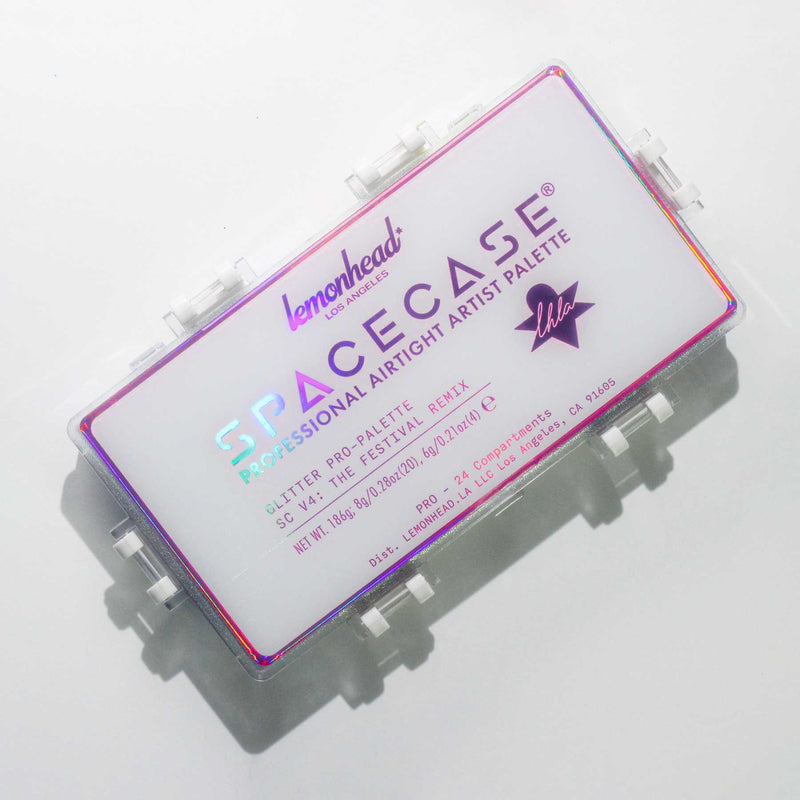 lemonhead*
LOS ANGELES
SPACECASE®
PROFESSIONAL AIRTIGHT ARTIST PALETTE
lhla
GLITTER PRO-PALETTE
SC V4: THE FESTIVAL REMIX
NET WT. 186g; 8g/0.28oz(20), 6g/0.21oz(4) ℮
PRO - 24 Compartments
Dist. LEMONHEAD.LA LLC Los Angeles, CA 91605